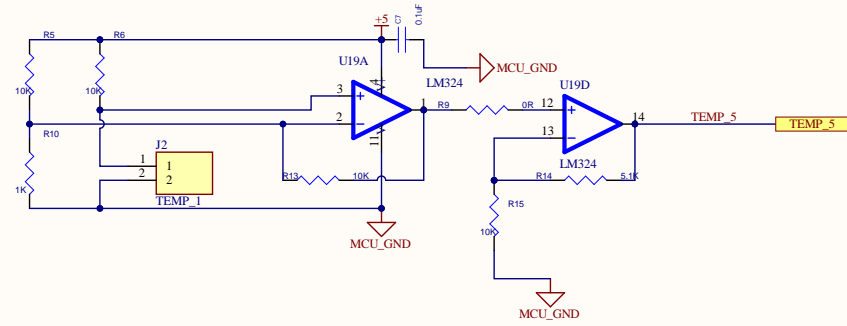 +5
C7
0.1uF
R5
R6
U19A
LM324
MCU_GND
10K
10K
3
4
2
1
11
R9
0R
U19D
12
13
14
TEMP_5
TEMP_5
R10
J2
1
1
2
2
TEMP_1
1K
R13
10K
LM324
R14
5.1K
R15
10K
MCU_GND
MCU_GND